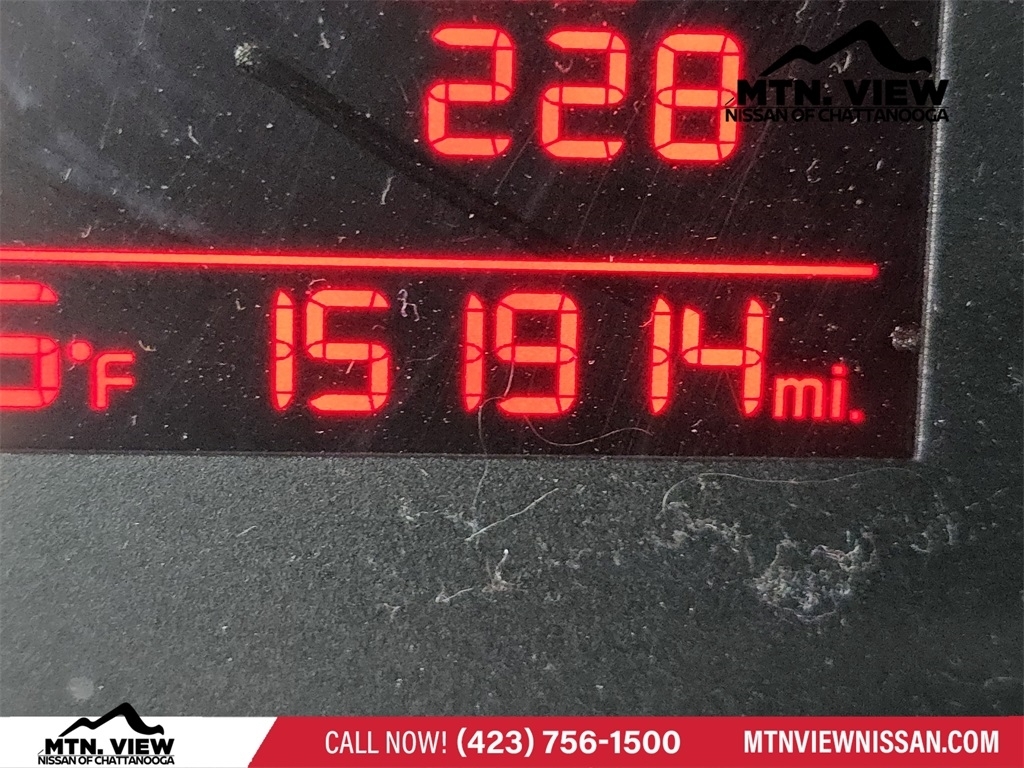 228
MTN. VIEW
NISSAN OF CHATTANOOGA
°F 151914 mi.
MTN. VIEW
NISSAN OF CHATTANOOGA
CALL NOW! (423) 756-1500
MTNVIEWNISSAN.COM